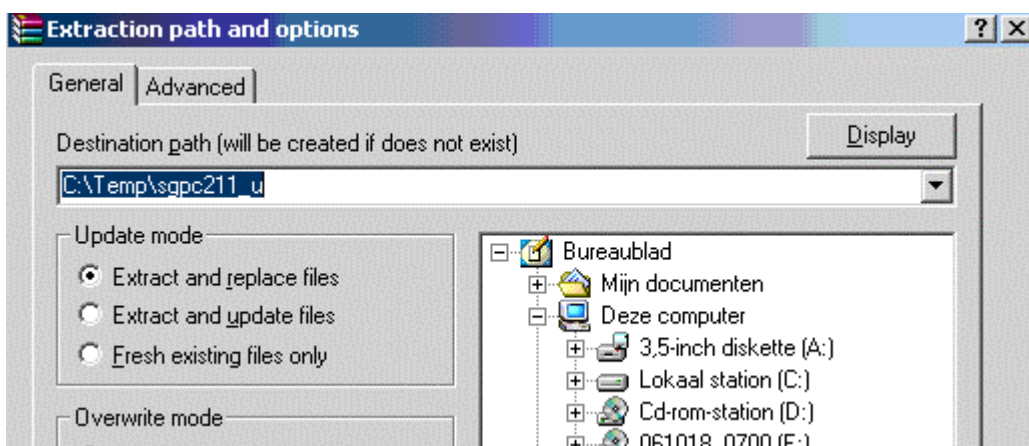 Extraction path and options
General
Advanced
Destination path (will be created if does not exist)
Display
C:\Temp\sgpc211_u
Update mode
Extract and replace files
Extract and update files
Fresh existing files only
Overwrite mode
Bureaublad
Mijn documenten
Deze computer
3,5-inch diskette (A:)
Lokaal station (C:)
Cd-rom-station (D:)
061018_0700 (E:)